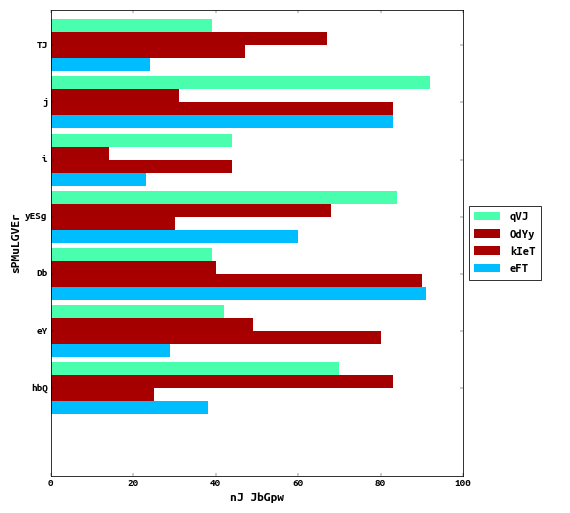 TJ
j
i
yESg
Db
eY
hbQ
sPMuLGVEr
0 20 40 60 80 100
nJ JbGpw
qVJ
OdYy
kIeT
eFT